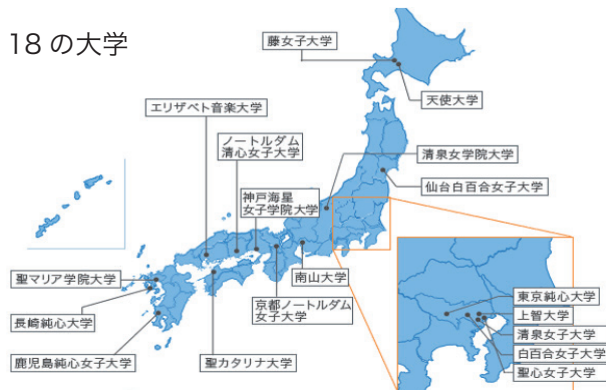 18 の大学
藤女子大学
天使大学
エリザベト音楽大学
ノートルダム
清心女子大学
清泉女学院大学
仙台白百合女子大学
神戸海星
女子学院大学
聖マリア学院大学
南山大学
長崎純心大学
京都ノートルダム
女子大学
鹿児島純心女子大学
聖カタリナ大学
東京純心大学
上智大学
清泉女子大学
白百合女子大学
聖心女子大学